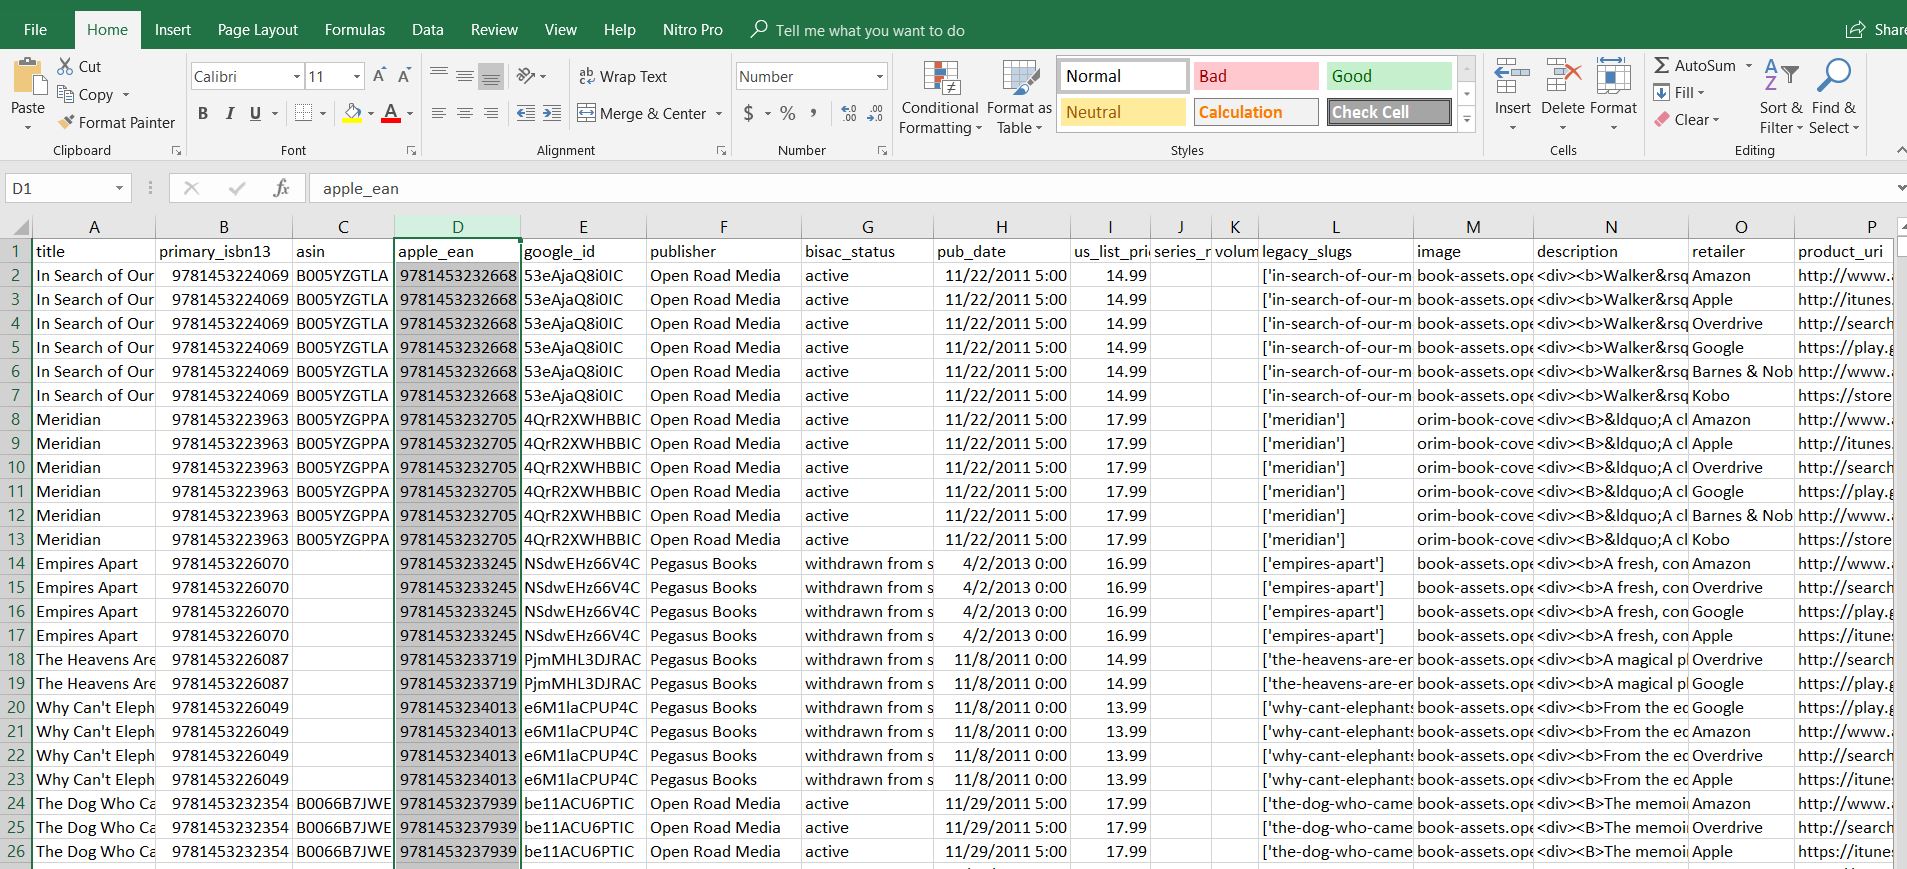 File Home Insert Page Layout Formulas Data Review View Help Nitro Pro Tell me what you want to do Share
Paste Cut Copy Format Painter
Clipboard
Calibri 11
B I U
Font
Wrap Text
Merge & Center
Alignment
Number
$ % ,
Number
Conditional Formatting Format as Table
Normal Bad Good
Neutral Calculation Check Cell
Styles
Insert Delete Format
Cells
AutoSum
Fill
Clear
Sort & Filter Find & Select
Editing
D1 fx apple_ean
A B C D E F G H I J K L M N O P
1 title primary_isbn13 asin apple_ean google_id publisher bisac_status pub_date us_list_pri series_n volum legacy_slugs image description retailer product_uri
2 In Search of Our 9781453224069 B005YZGTLA 9781453232668 53eAjaQ8i0IC Open Road Media active 11/22/2011 5:00 14.99 ['in-search-of-our-m book-assets.ope <div><b>Walker&rsq Amazon http://www.a
3 In Search of Our 9781453224069 B005YZGTLA 9781453232668 53eAjaQ8i0IC Open Road Media active 11/22/2011 5:00 14.99 ['in-search-of-our-m book-assets.ope <div><b>Walker&rsq Apple http://itunes.
4 In Search of Our 9781453224069 B005YZGTLA 9781453232668 53eAjaQ8i0IC Open Road Media active 11/22/2011 5:00 14.99 ['in-search-of-our-m book-assets.ope <div><b>Walker&rsq Overdrive http://search
5 In Search of Our 9781453224069 B005YZGTLA 9781453232668 53eAjaQ8i0IC Open Road Media active 11/22/2011 5:00 14.99 ['in-search-of-our-m book-assets.ope <div><b>Walker&rsq Google https://play.g
6 In Search of Our 9781453224069 B005YZGTLA 9781453232668 53eAjaQ8i0IC Open Road Media active 11/22/2011 5:00 14.99 ['in-search-of-our-m book-assets.ope <div><b>Walker&rsq Barnes & Nob http://www.a
7 In Search of Our 9781453224069 B005YZGTLA 9781453232668 53eAjaQ8i0IC Open Road Media active 11/22/2011 5:00 14.99 ['in-search-of-our-m book-assets.ope <div><b>Walker&rsq Kobo https://store
8 Meridian 9781453223963 B005YZGPPA 9781453232705 4QrR2XWHBBIC Open Road Media active 11/22/2011 5:00 17.99 ['meridian'] orim-book-cove <div><B>&ldquo;A cl Amazon http://www.a
9 Meridian 9781453223963 B005YZGPPA 9781453232705 4QrR2XWHBBIC Open Road Media active 11/22/2011 5:00 17.99 ['meridian'] orim-book-cove <div><B>&ldquo;A cl Apple http://itunes.
10 Meridian 9781453223963 B005YZGPPA 9781453232705 4QrR2XWHBBIC Open Road Media active 11/22/2011 5:00 17.99 ['meridian'] orim-book-cove <div><B>&ldquo;A cl Overdrive http://search
11 Meridian 9781453223963 B005YZGPPA 9781453232705 4QrR2XWHBBIC Open Road Media active 11/22/2011 5:00 17.99 ['meridian'] orim-book-cove <div><B>&ldquo;A cl Google https://play.g
12 Meridian 9781453223963 B005YZGPPA 9781453232705 4QrR2XWHBBIC Open Road Media active 11/22/2011 5:00 17.99 ['meridian'] orim-book-cove <div><B>&ldquo;A cl Barnes & Nob http://www.a
13 Meridian 9781453223963 B005YZGPPA 9781453232705 4QrR2XWHBBIC Open Road Media active 11/22/2011 5:00 17.99 ['meridian'] orim-book-cove <div><B>&ldquo;A cl Kobo https://store
14 Empires Apart 9781453226070 9781453233245 NSdwEHz66V4C Pegasus Books withdrawn from s 4/2/2013 0:00 16.99 ['empires-apart'] book-assets.ope <div><b>A fresh, con Amazon http://www.a
15 Empires Apart 9781453226070 9781453233245 NSdwEHz66V4C Pegasus Books withdrawn from s 4/2/2013 0:00 16.99 ['empires-apart'] book-assets.ope <div><b>A fresh, con Overdrive http://search
16 Empires Apart 9781453226070 9781453233245 NSdwEHz66V4C Pegasus Books withdrawn from s 4/2/2013 0:00 16.99 ['empires-apart'] book-assets.ope <div><b>A fresh, con Google https://play.g
17 Empires Apart 9781453226070 9781453233245 NSdwEHz66V4C Pegasus Books withdrawn from s 4/2/2013 0:00 16.99 ['empires-apart'] book-assets.ope <div><b>A fresh, con Apple https://itunes
18 The Heavens Are 9781453226087 9781453233719 PjmMHL3DJRAC Pegasus Books withdrawn from s 11/8/2011 0:00 14.99 ['the-heavens-are-er book-assets.ope <div><b>A magical pl Overdrive http://search
19 The Heavens Are 9781453226087 9781453233719 PjmMHL3DJRAC Pegasus Books withdrawn from s 11/8/2011 0:00 14.99 ['the-heavens-are-er book-assets.ope <div><b>A magical pl Google https://play.g
20 Why Can't Eleph 9781453226049 9781453234013 e6M1laCPUP4C Pegasus Books withdrawn from s 11/8/2011 0:00 13.99 ['why-cant-elephants book-assets.ope <div><b>From the ed Google https://play.g
21 Why Can't Eleph 9781453226049 9781453234013 e6M1laCPUP4C Pegasus Books withdrawn from s 11/8/2011 0:00 13.99 ['why-cant-elephants book-assets.ope <div><b>From the ed Amazon http://www.a
22 Why Can't Eleph 9781453226049 9781453234013 e6M1laCPUP4C Pegasus Books withdrawn from s 11/8/2011 0:00 13.99 ['why-cant-elephants book-assets.ope <div><b>From the ed Overdrive http://search
23 Why Can't Eleph 9781453226049 9781453234013 e6M1laCPUP4C Pegasus Books withdrawn from s 11/8/2011 0:00 13.99 ['why-cant-elephants book-assets.ope <div><b>From the ed Apple https://itunes
24 The Dog Who Ca 9781453232354 B0066B7JWE 9781453237939 be11ACU6PTIC Open Road Media active 11/29/2011 5:00 17.99 ['the-dog-who-came book-assets.ope <div><B>The memoi Amazon http://www.a
25 The Dog Who Ca 9781453232354 B0066B7JWE 9781453237939 be11ACU6PTIC Open Road Media active 11/29/2011 5:00 17.99 ['the-dog-who-came book-assets.ope <div><B>The memoi Overdrive http://search
26 The Dog Who Ca 9781453232354 B0066B7JWE 9781453237939 be11ACU6PTIC Open Road Media active 11/29/2011 5:00 17.99 ['the-dog-who-came book-assets.ope <div><B>The memoi Apple https://itunes